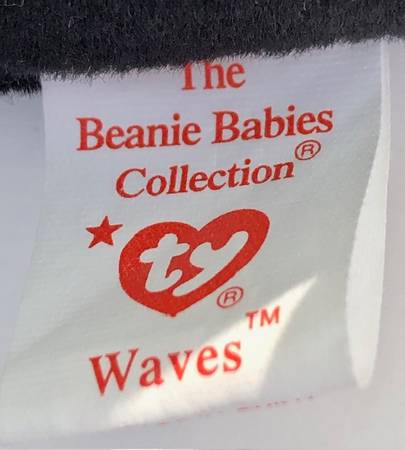 The
Beanie Babies
Collection®
★ ty ®
Waves™